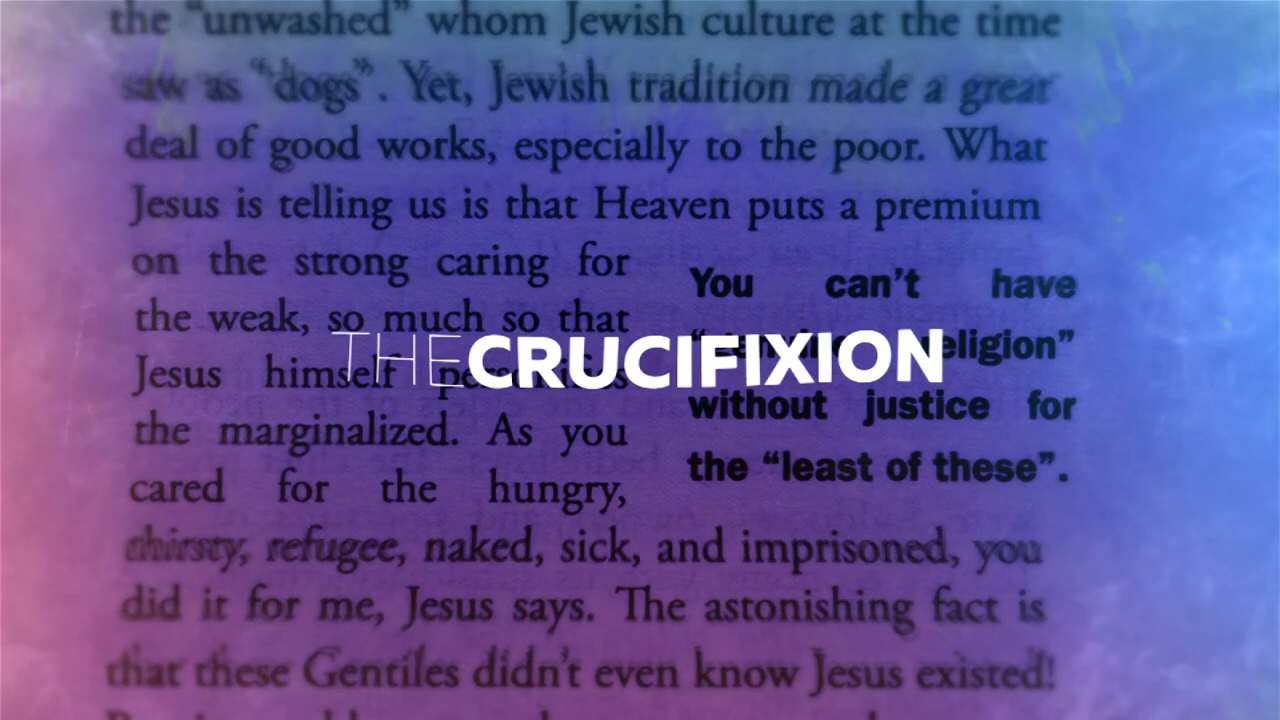 the “unwashed” whom Jewish culture at the time
saw as “dogs”. Yet, Jewish tradition made a great
deal of good works, especially to the poor. What
Jesus is telling us is that Heaven puts a premium
on the strong caring for
the weak, so much so that
Jesus himself
the marginalized. As you
cared for the hungry,
thirsty, refugee, naked, sick, and imprisoned, you
did it for me, Jesus says. The astonishing fact is
that these Gentiles didn’t even know Jesus existed!
You can’t have
religion”
without justice for
the “least of these”.
THE CRUCIFIXION